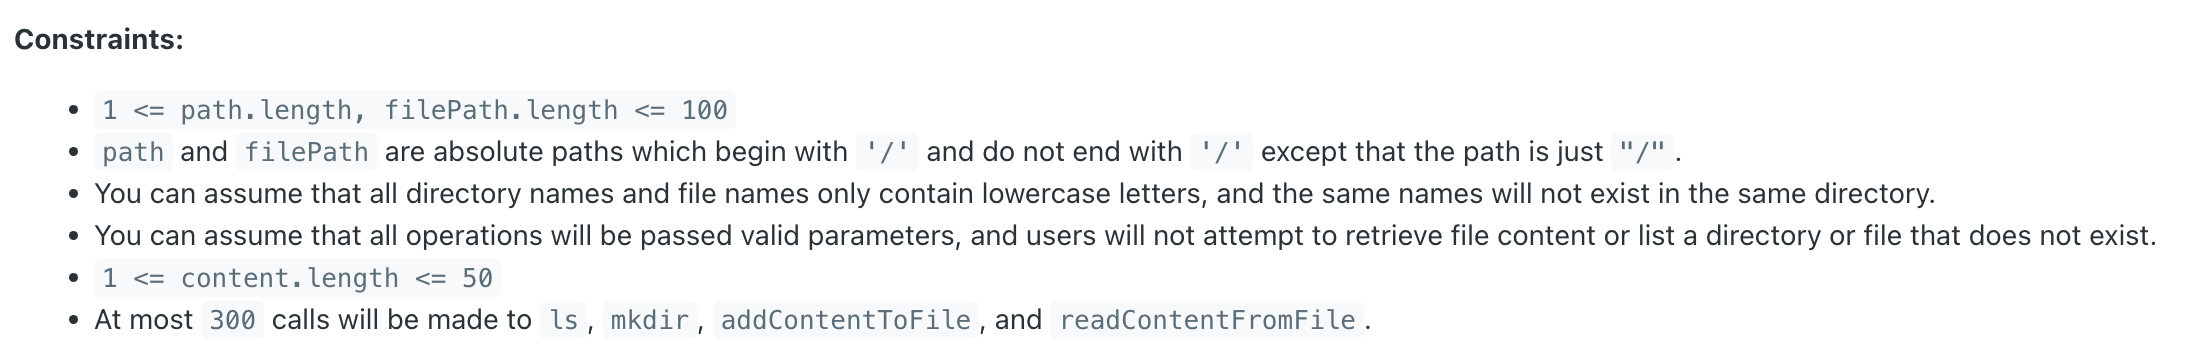 Constraints:
• 1 <= path.length, filePath.length <= 100
• path and filePath are absolute paths which begin with '/' and do not end with '/' except that the path is just "/".
• You can assume that all directory names and file names only contain lowercase letters, and the same names will not exist in the same directory.
• You can assume that all operations will be passed valid parameters, and users will not attempt to retrieve file content or list a directory or file that does not exist.
• 1 <= content.length <= 50
• At most 300 calls will be made to ls, mkdir, addContentToFile, and readContentFromFile.